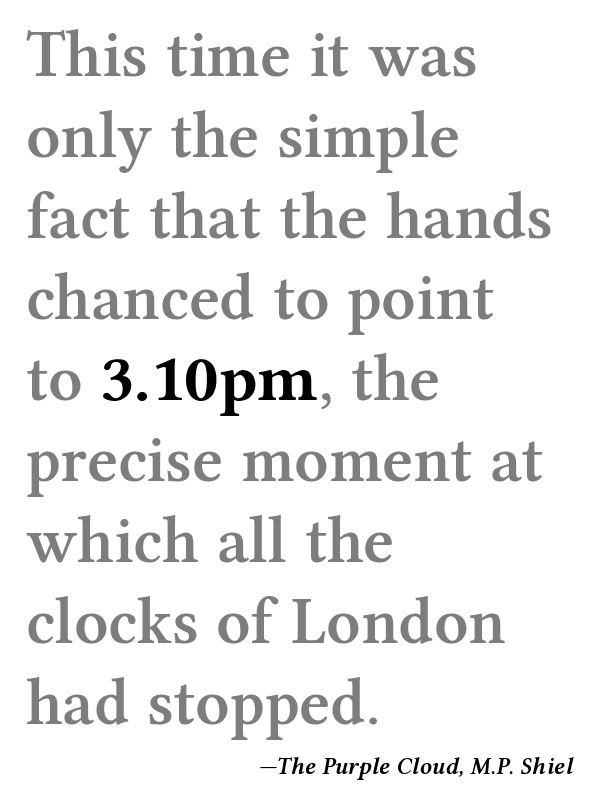 This time it was
only the simple
fact that the hands
chanced to point
to 3.10pm, the
precise moment at
which all the
clocks of London
had stopped.
—The Purple Cloud, M.P. Shiel